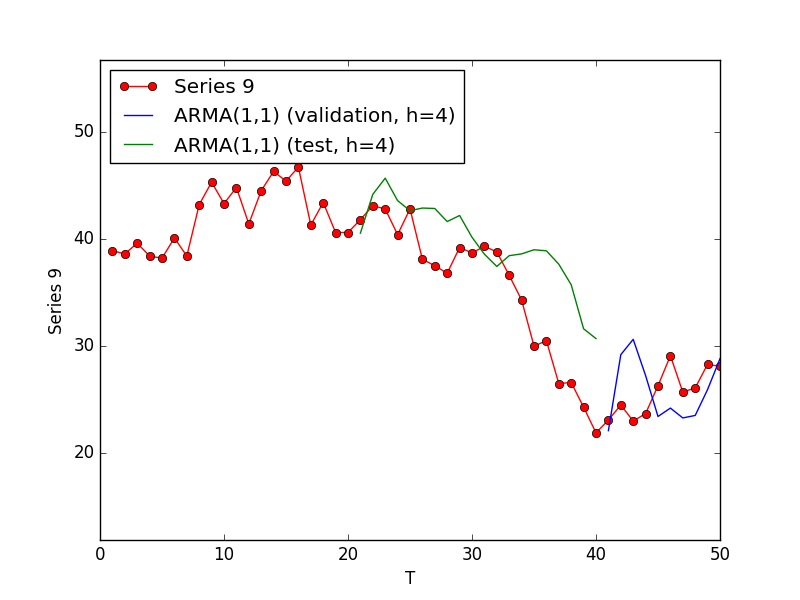 Series 9
ARMA(1,1) (validation, h=4)
ARMA(1,1) (test, h=4)
50
40
30
20
Series 9
0 10 20 30 40 50
T